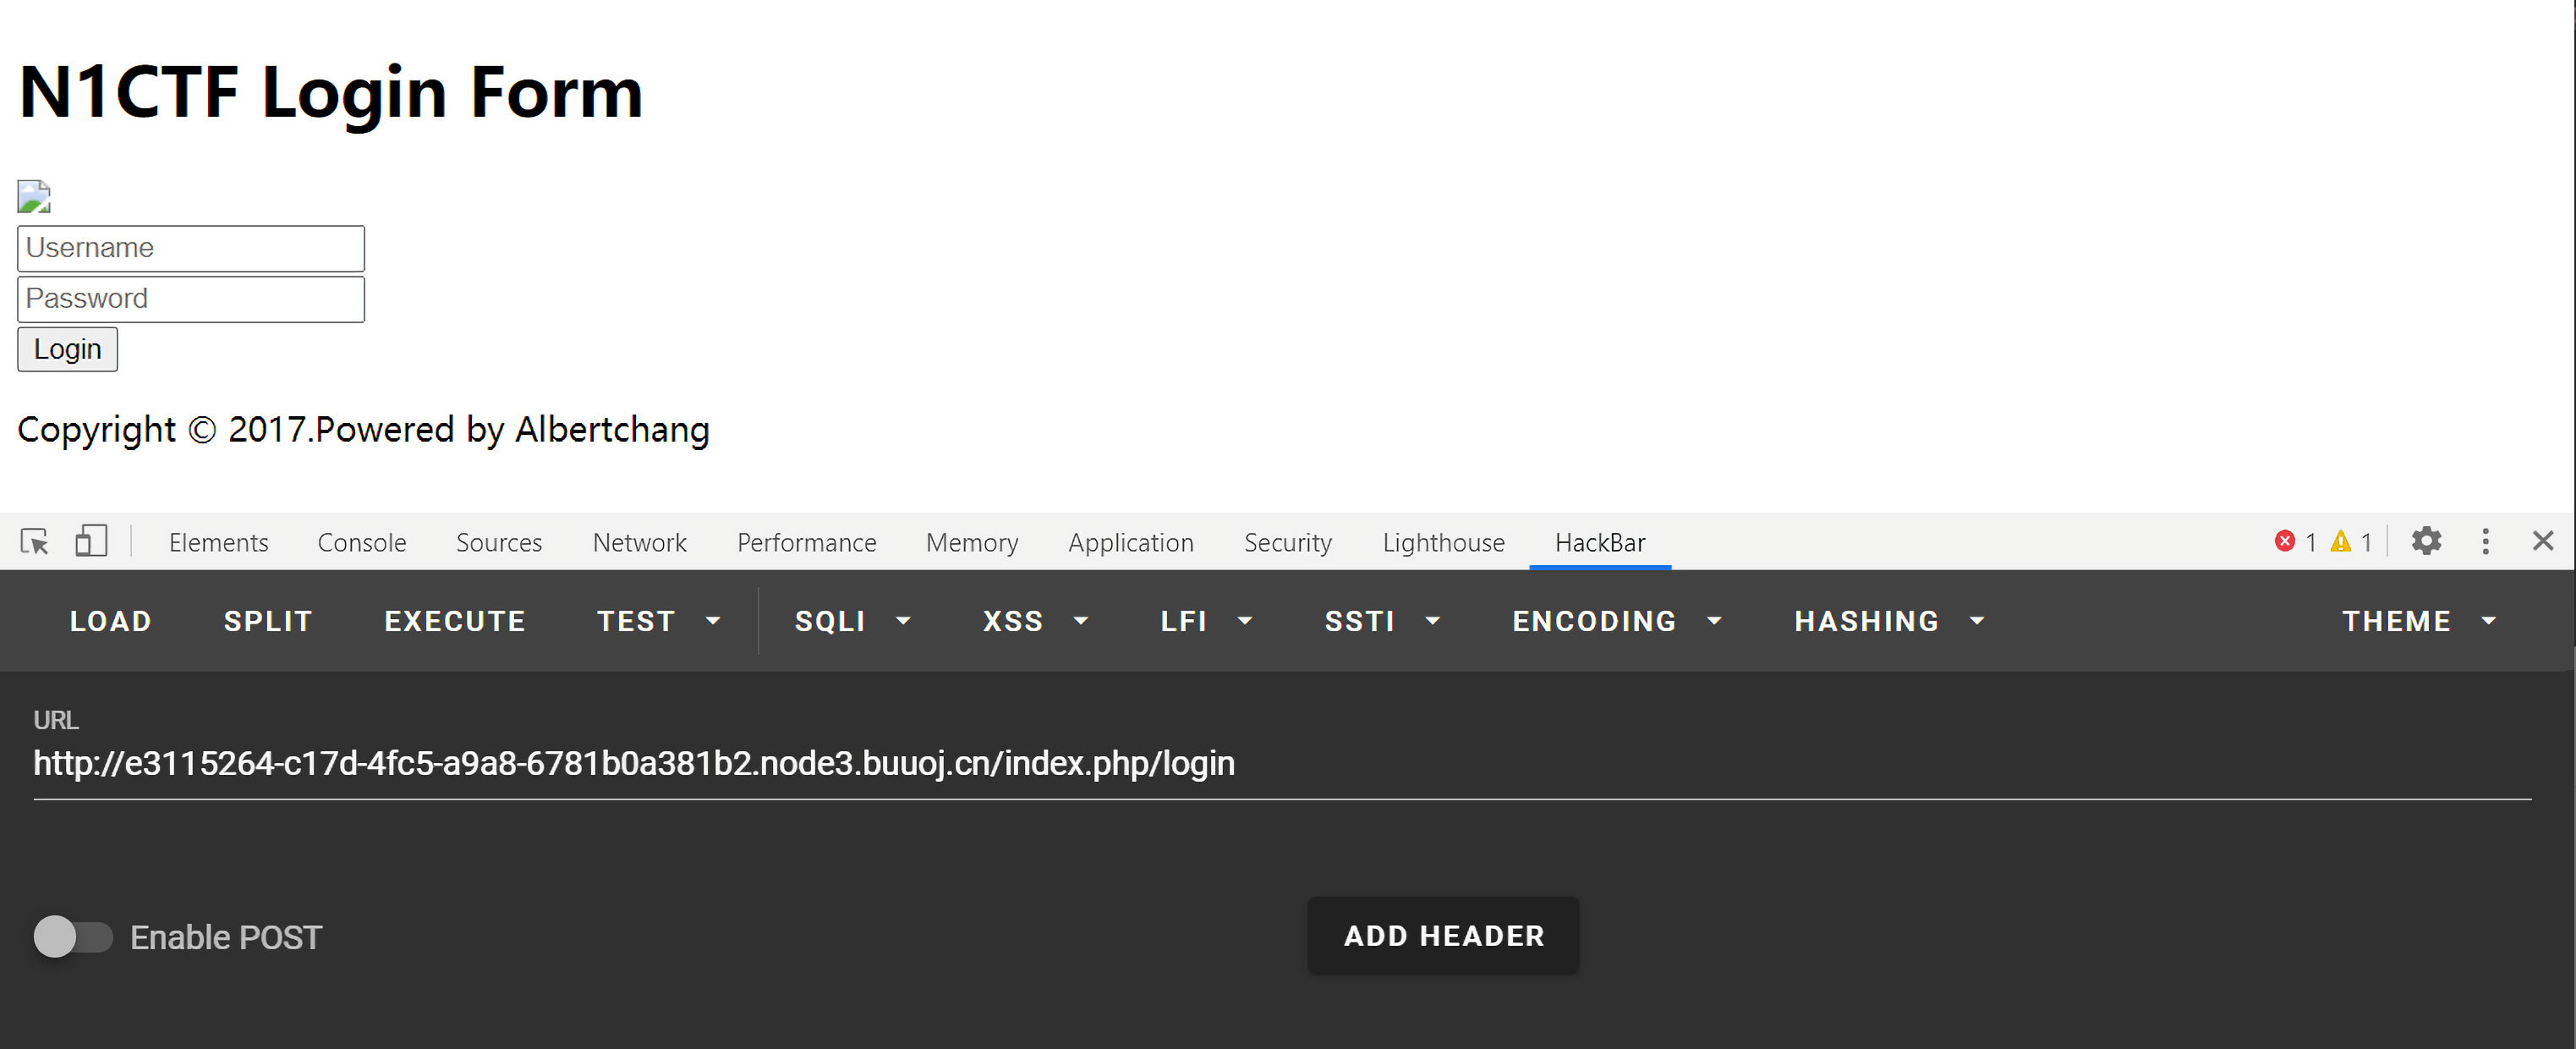 N1CTF Login Form
Username
Password
Login
Copyright © 2017.Powered by Albertchang
Elements Console Sources Network Performance Memory Application Security Lighthouse HackBar 1 1
LOAD SPLIT EXECUTE TEST SQLI XSS LFI SSTI ENCODING HASHING THEME
URL
http://e3115264-c17d-4fc5-a9a8-6781b0a381b2.node3.buuoj.cn/index.php/login
Enable POST ADD HEADER